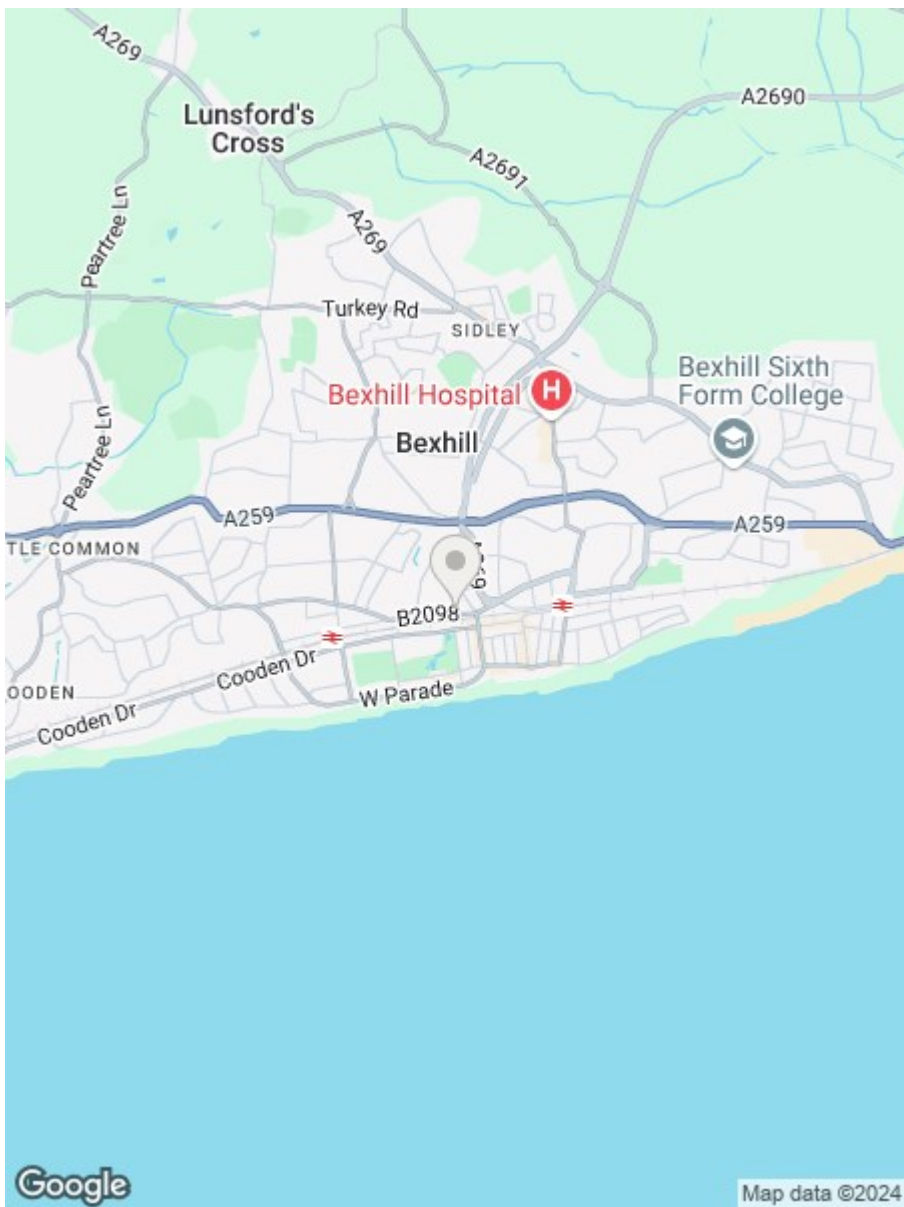 A269
A2690
Lunsford's
Cross
A2691
Peartree Ln
A269
Turkey Rd
SIDLEY
Bexhill Sixth
Form College
Bexhill Hospital
H
Bexhill
Peartree Ln
A259
A259
TLE COMMON
A269
B2098
Cooden Dr
OODEN
W Parade
Cooden Dr
Google
Map data ©2024